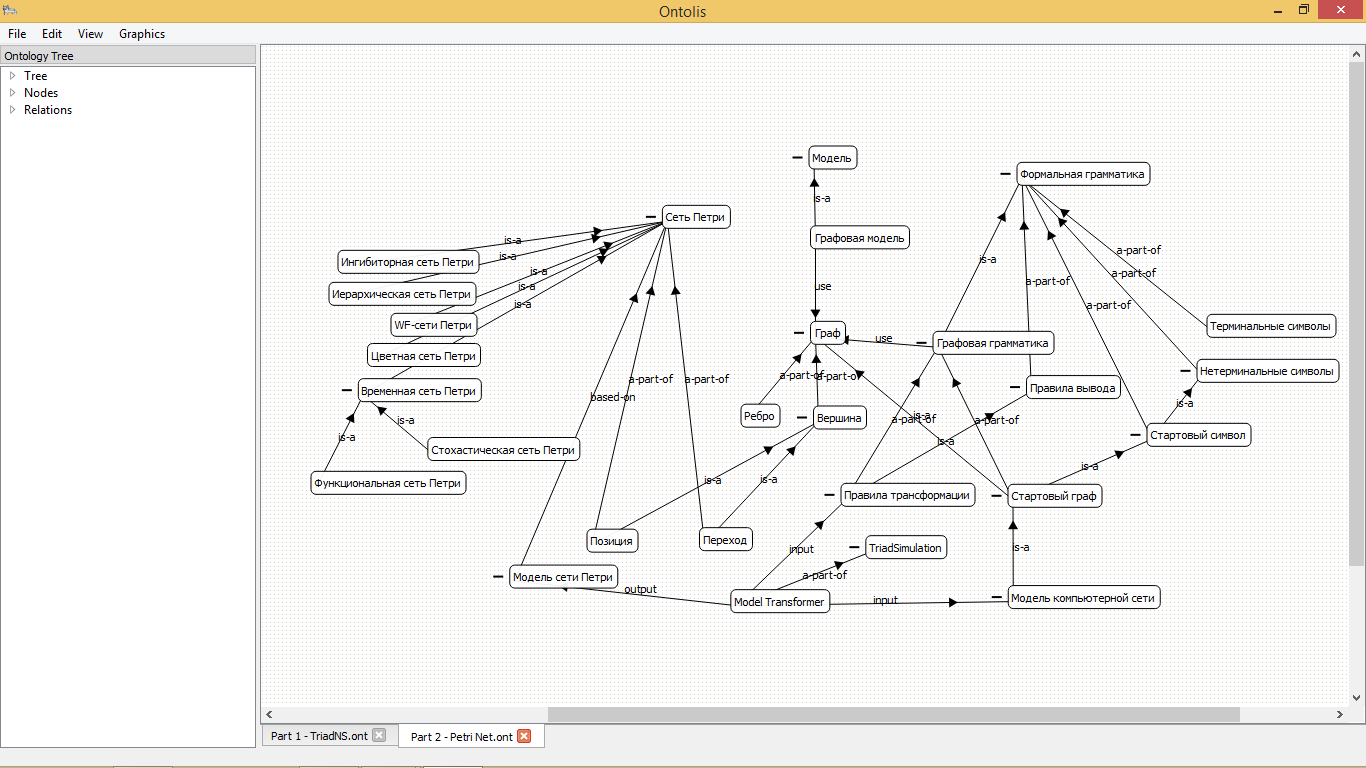 Ontolis
File Edit View Graphics
Ontology Tree
Tree
Nodes
Relations
Модель
Формальная грамматика
is-a
Сеть Петри
Графовая модель
is-a
is-a
is-a
a-part-of
Ингибиторная сеть Петри
is-a
a-part-of
is-a
a-part-of
use
Иерархическая сеть Петри
is-a
is-a
a-part-of
WF-сети Петри
Граф
use
Графовая грамматика
Терминальные символы
Цветная сеть Петри
Нетерминальные символы
a-part-of
a-part-of
a-part-of
a-part-of
Временная сеть Петри
based-on
Правила вывода
is-a
Ребро
Вершина
a-part-of
is-a
a-part-of
is-a
is-a
is-a
Стартовый символ
Стохастическая сеть Петри
is-a
Функциональная сеть Петри
is-a
is-a
Правила трансформации
Стартовый граф
Позиция
Переход
input
TriadSimulation
is-a
Модель сети Петри
a-part-of
output
Model Transformer
input
Модель компьютерной сети
Part 1 - TriadNS.ont
Part 2 - Petri Net.ont